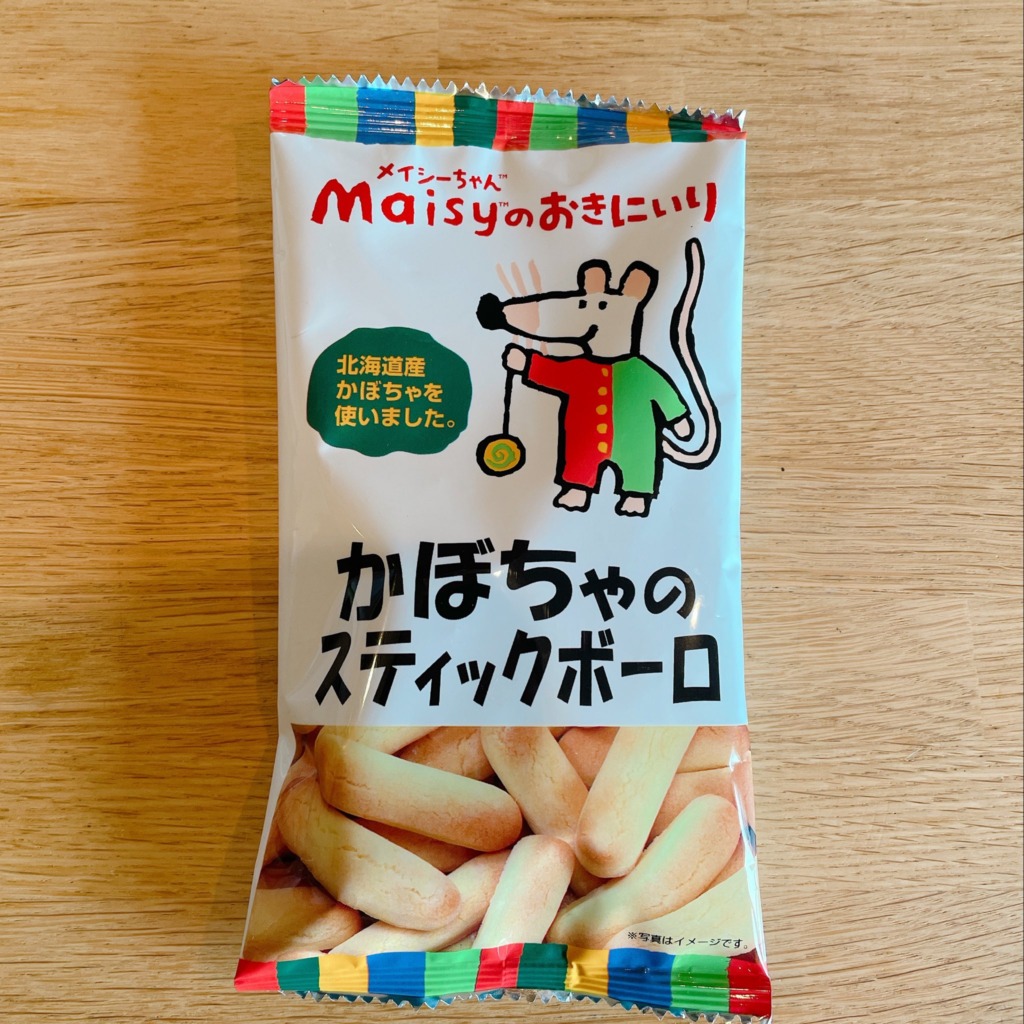 メイシーちゃん™
Maisy™のおきにいり
北海道産
かぼちゃを
使いました。
かぼちゃの
スティックボーロ
※写真はイメージです。